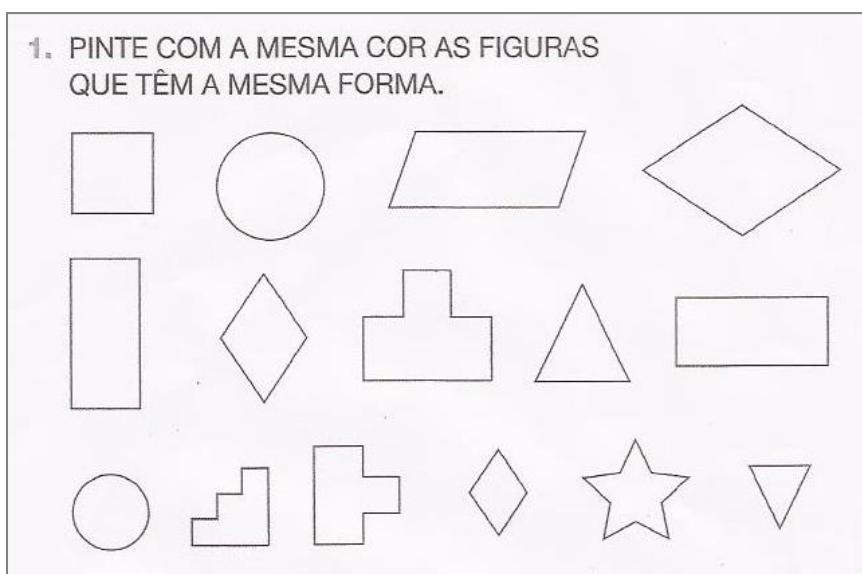 1. PINTE COM A MESMA COR AS FIGURAS
QUE TÊM A MESMA FORMA.